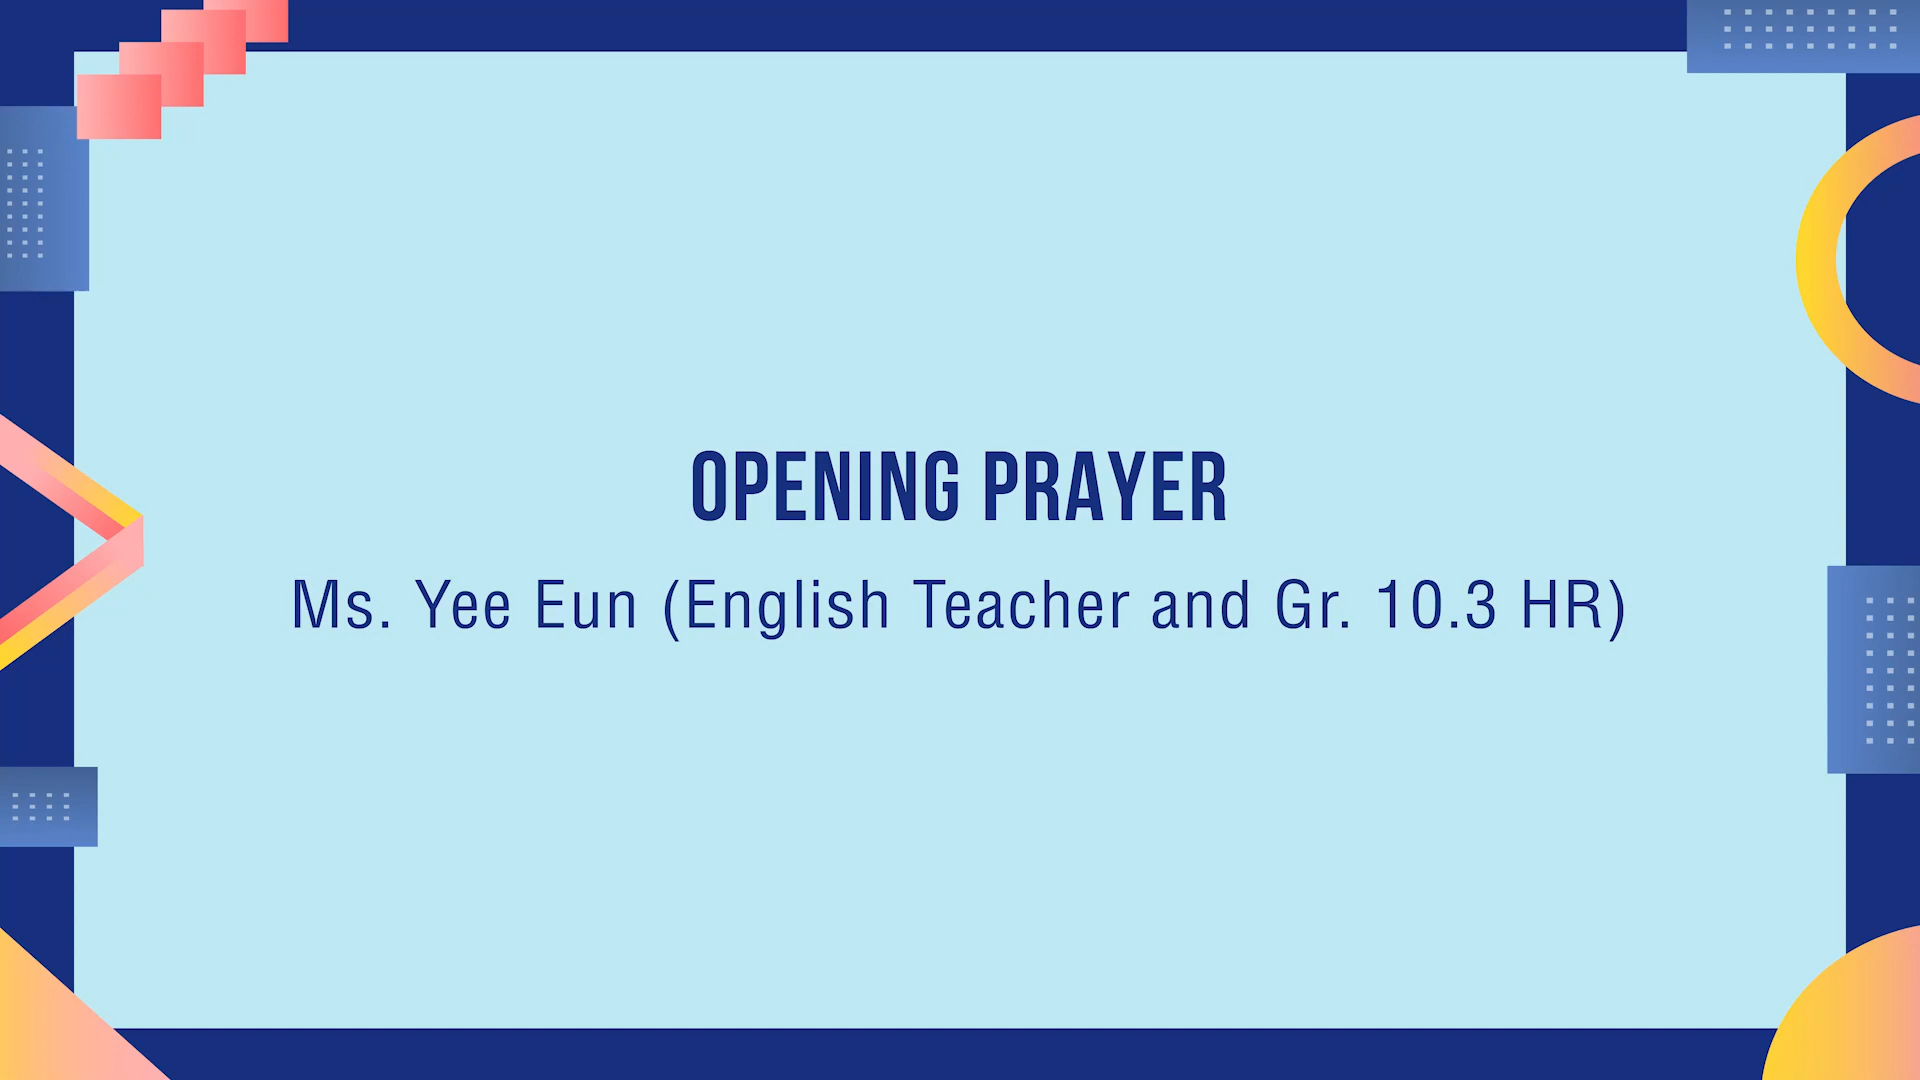 OPENING PRAYER
Ms. Yee Eun (English Teacher and Gr. 10.3 HR)